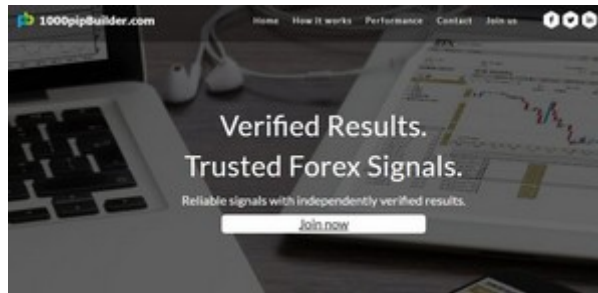 1000pipBuilder.com
Home How it works Performance Contact Join us
Verified Results.
Trusted Forex Signals.
Reliable signals with independently verified results.
Join now